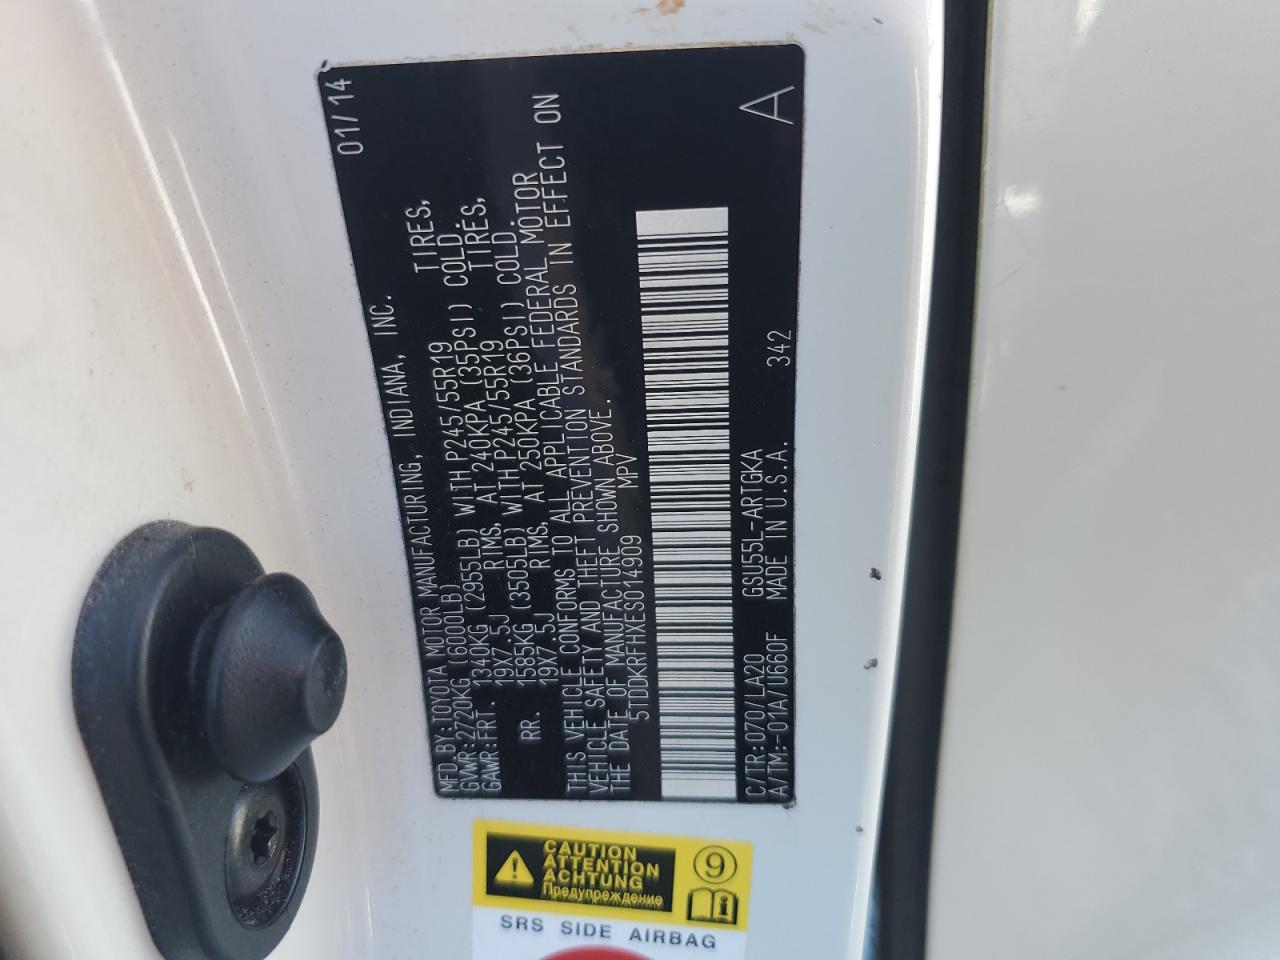 MFD.BY:TOYOTA MOTOR MANUFACTURING, INDIANA, INC. 01/14
GVWR:2720KG (6000LB)
GAWR:FRT. 1340KG (2955LB) WITH P245/55R19 TIRES,
19X7.5J RIMS, AT 240KPA (35PSI) COLD.
RR. 1585KG (3505LB) WITH P245/55R19 TIRES,
19X7.5J RIMS, AT 250KPA (36PSI) COLD.
THIS VEHICLE CONFORMS TO ALL APPLICABLE FEDERAL MOTOR
VEHICLE SAFETY AND THEFT PREVENTION STANDARDS IN EFFECT ON
THE DATE OF MANUFACTURE SHOWN ABOVE.
5TDDKRFHXES014909 MPV
C/TR:070/LA20 GSU55L-ARTGKA A
A/TM:-01A/U660F MADE IN U.S.A. 342
CAUTION
ATTENTION
ACHTUNG
Предупреждение
9
SRS SIDE AIRBAG